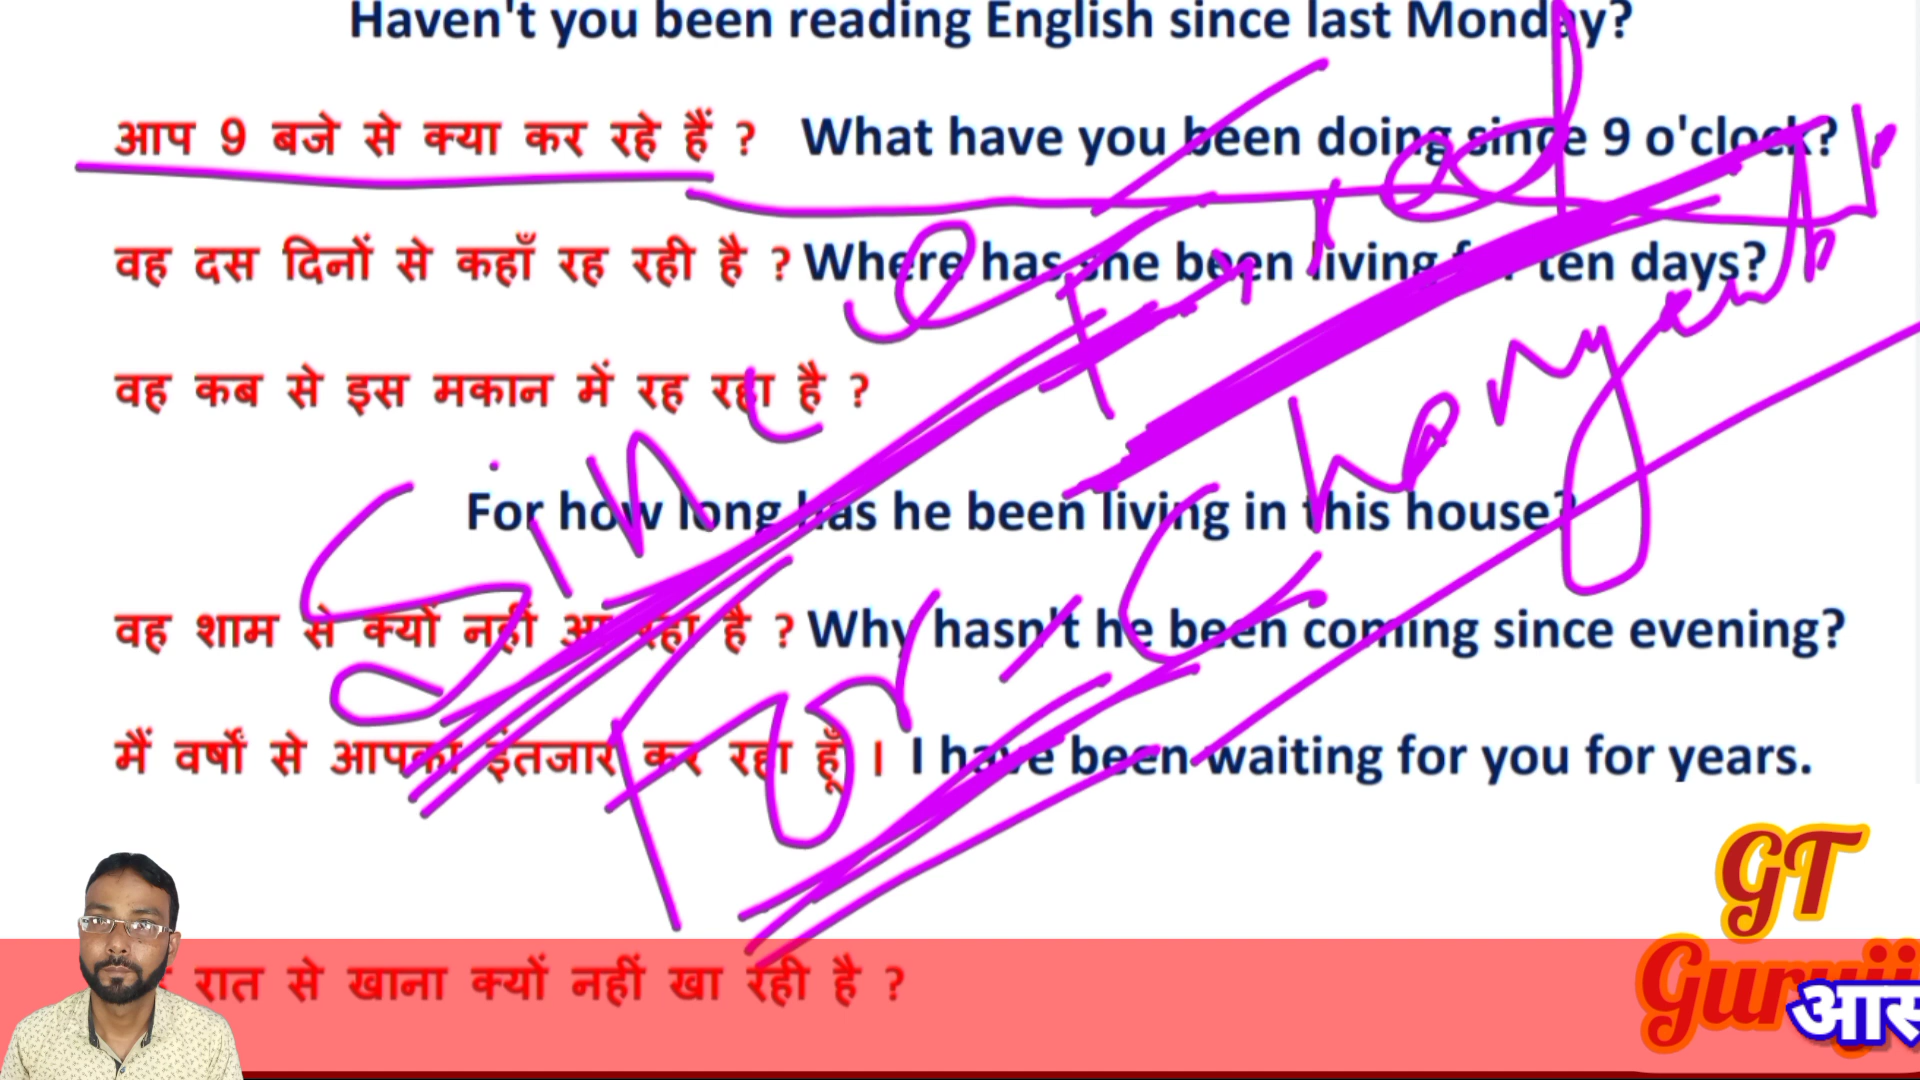 Haven't you been reading English since last Monday?
आप 9 बजे से क्या कर रहे हैं ? What have you been doing since 9 o'clock?
वह दस दिनों से कहाँ रह रही है ? Where has she been living for ten days?
वह कब से इस मकान में रह रहा है ?
For how long has he been living in this house?
वह शाम से क्यों नहीं आ रहा है ? Why hasn't he been coming since evening?
मैं वर्षों से आपका इंतजार कर रहा हूँ । I have been waiting for you for years.
Since
For
रात से खाना क्यों नहीं खा रही है ?
GT